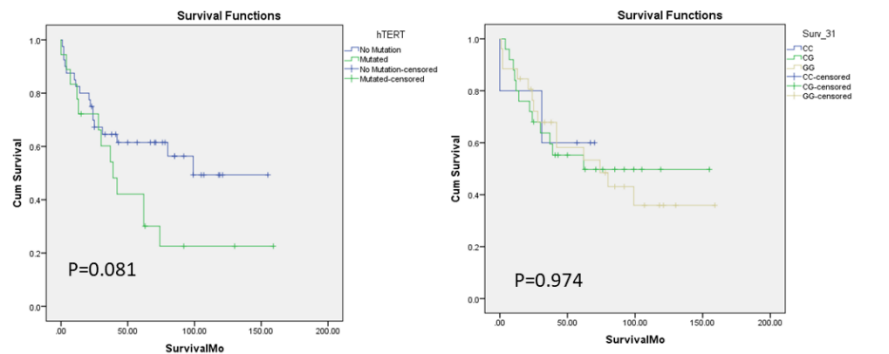 Survival Functions
hTERT
No Mutation
Mutated
No Mutation-censored
Mutated-censored
Cum Survival
1.0
0.8
0.6
0.4
0.2
0.0
P=0.081
.00 50.00 100.00 150.00 200.00
SurvivalMo
Survival Functions
Surv_31
CC
CG
GG
CC-censored
CG-censored
GG-censored
Cum Survival
1.0
0.8
0.6
0.4
0.2
0.0
P=0.974
.00 50.00 100.00 150.00 200.00
SurvivalMo